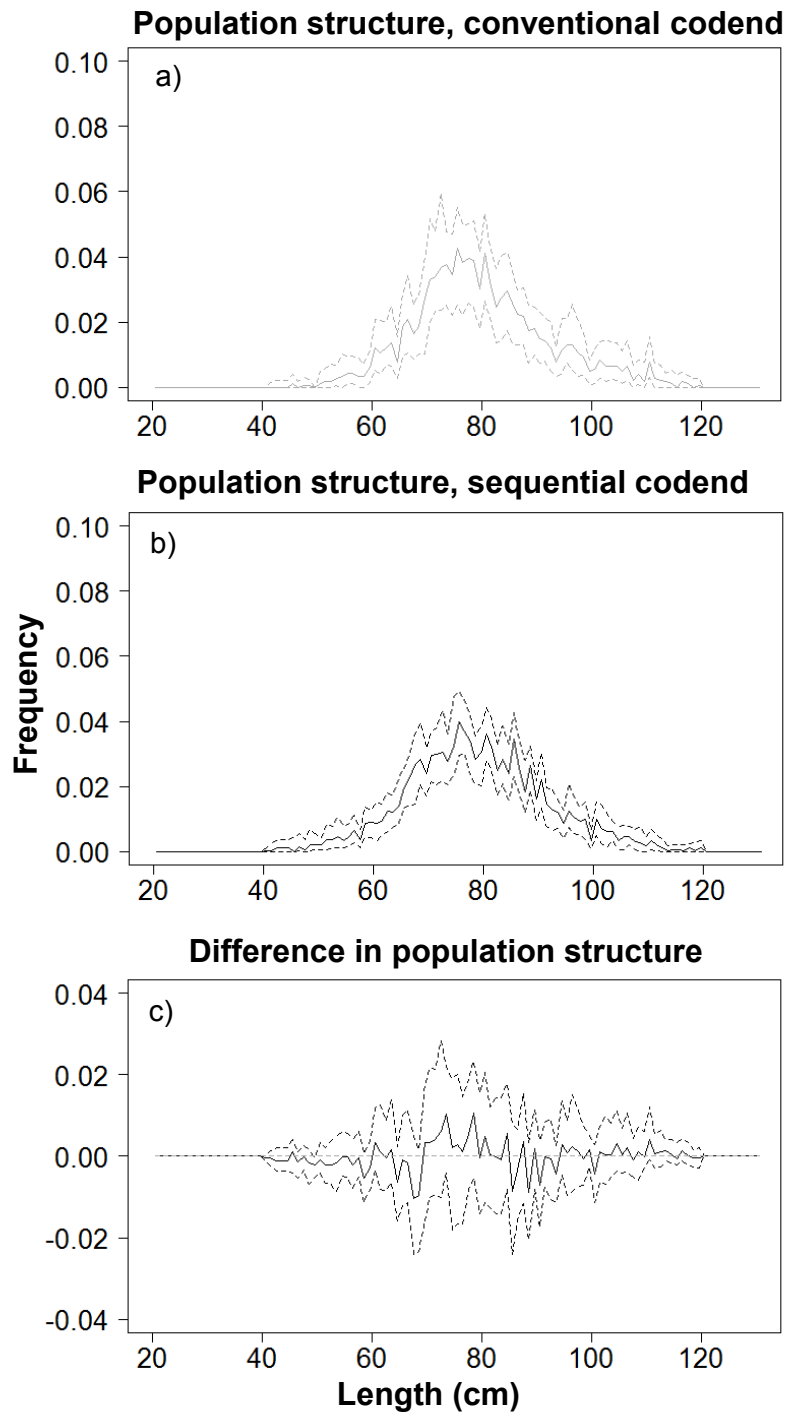 Population structure, conventional codend
a)
0.10
0.08
0.06
0.04
0.02
0.00
20 40 60 80 100 120
Population structure, sequential codend
b)
0.10
0.08
0.06
0.04
0.02
0.00
20 40 60 80 100 120
Frequency
Difference in population structure
c)
0.04
0.02
0.00
-0.02
-0.04
20 40 60 80 100 120
Length (cm)